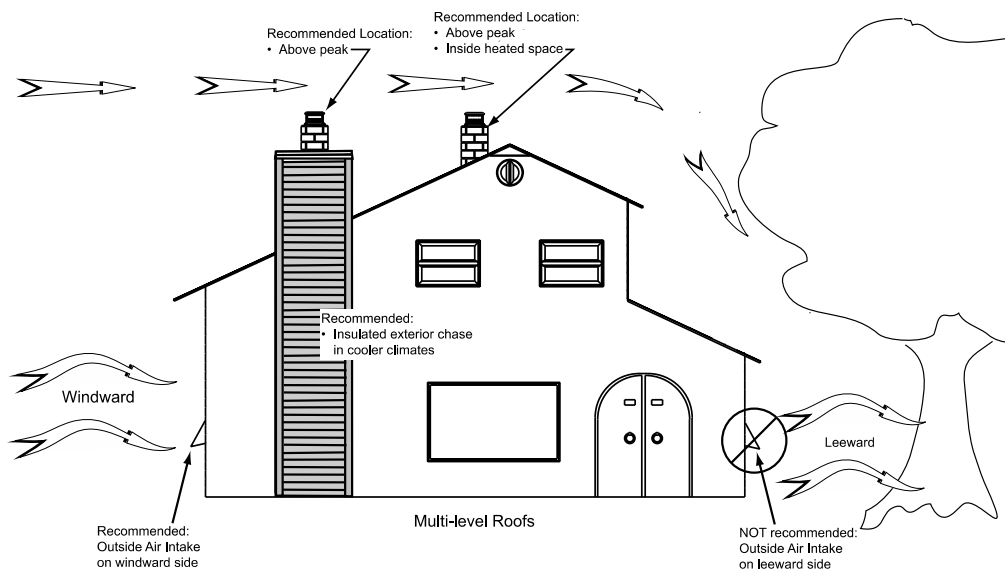 Recommended Location:
• Above peak
Recommended Location:
• Above peak
• Inside heated space
Recommended:
• Insulated exterior chase
in cooler climates
Windward
Leeward
Recommended:
Outside Air Intake
on windward side
Multi-level Roofs
NOT recommended:
Outside Air Intake
on leeward side